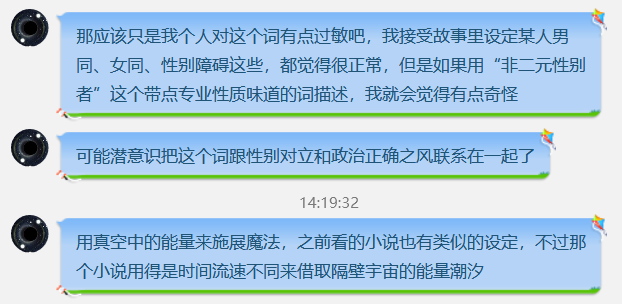 那应该只是我个人对这个词有点过敏吧，我接受故事里设定某人男
同、女同、性别障碍这些，都觉得很正常，但是如果用“非二元性别
者”这个带点专业性质味道的词描述，我就会觉得有点奇怪
可能潜意识把这个词跟性别对立和政治正确之风联系在一起了
14:19:32
用真空中的能量来施展魔法，之前看的小说也有类似的设定，不过那
个小说用得是时间流速不同来借取隔壁宇宙的能量潮汐